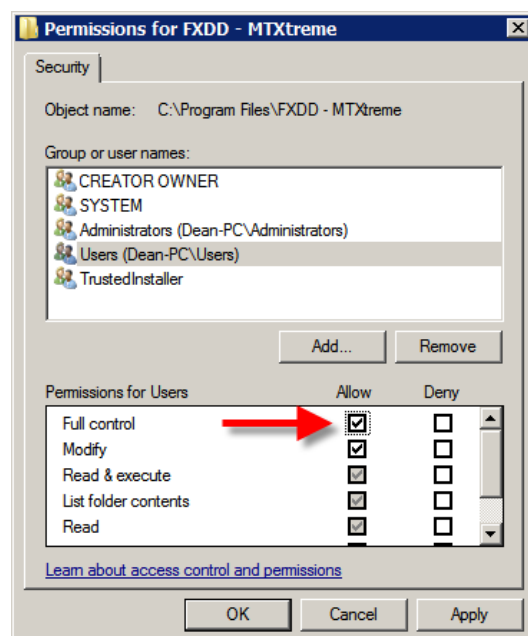 Permissions for FXDD - MTXtreme
Security
Object name: C:\Program Files\FXDD - MTXtreme
Group or user names:
CREATOR OWNER
SYSTEM
Administrators (Dean-PC\Administrators)
Users (Dean-PC\Users)
TrustedInstaller
Add... Remove
Permissions for Users Allow Deny
Full control
Modify
Read & execute
List folder contents
Read
Learn about access control and permissions
OK Cancel Apply